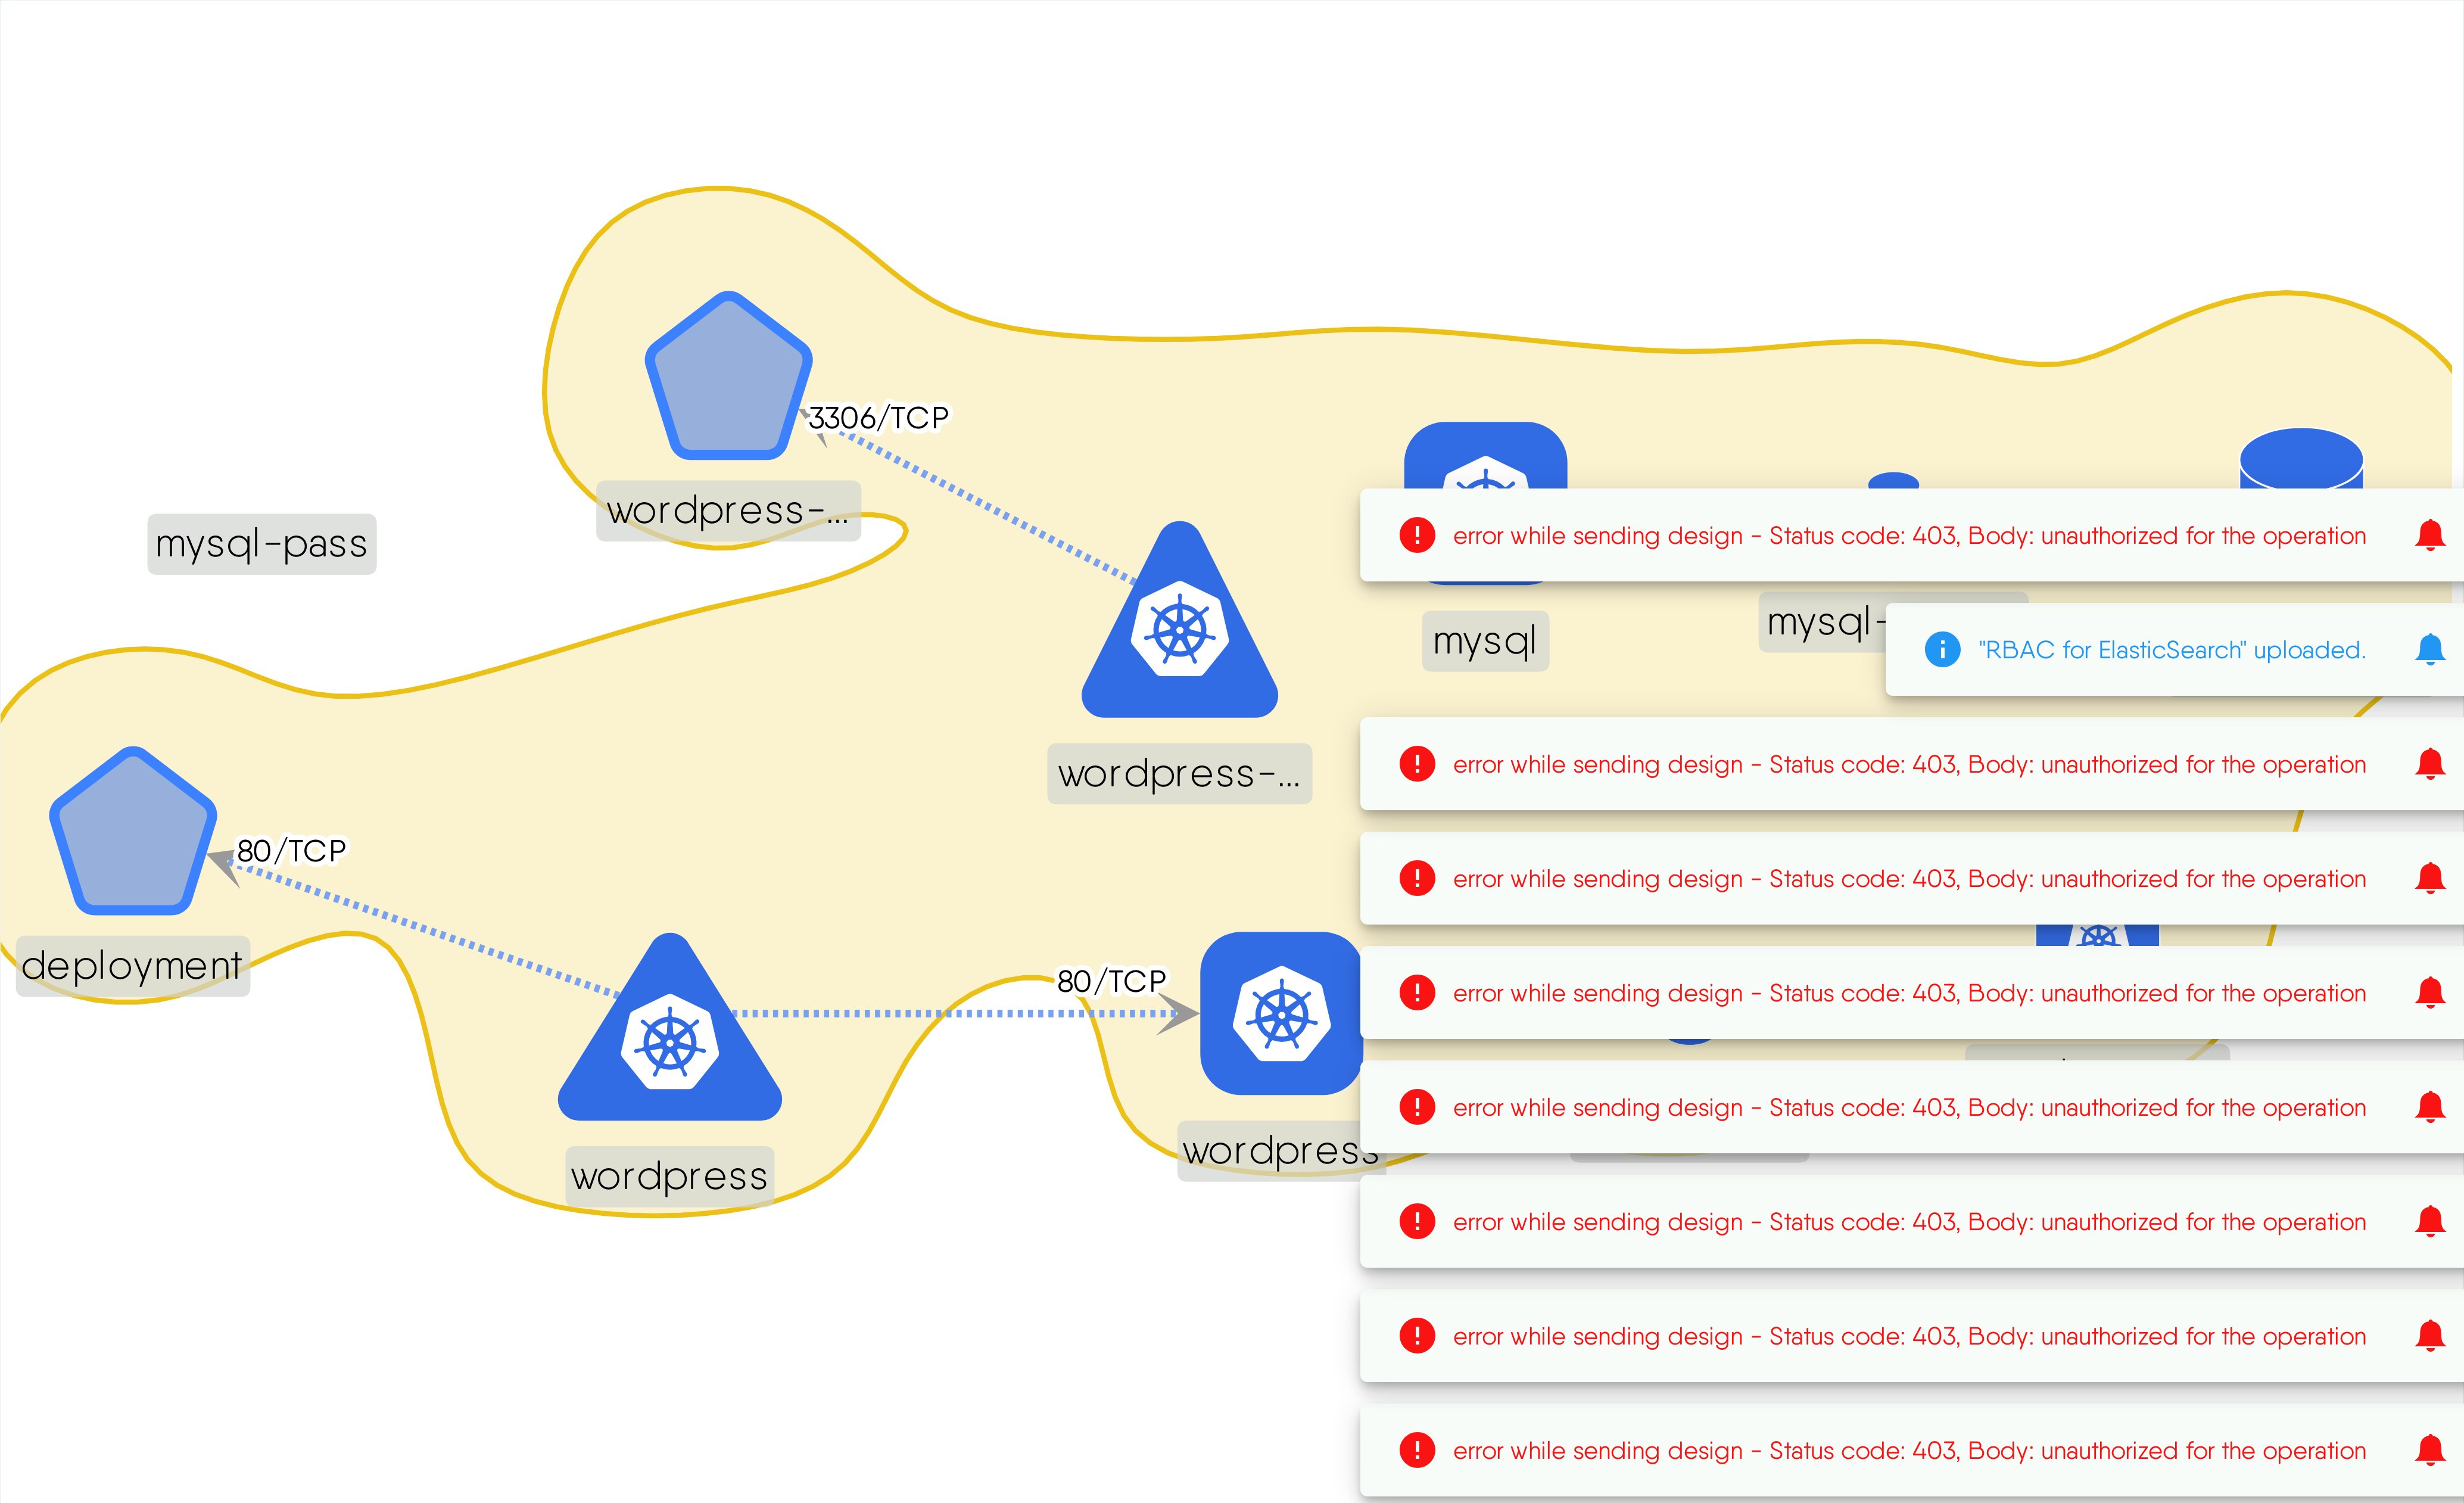 3306/TCP
wordpress-...
mysql-pass
error while sending design - Status code: 403, Body: unauthorized for the operation
mysql
mysql-
"RBAC for ElasticSearch" uploaded.
wordpress-...
error while sending design - Status code: 403, Body: unauthorized for the operation
80/TCP
error while sending design - Status code: 403, Body: unauthorized for the operation
deployment
80/TCP
error while sending design - Status code: 403, Body: unauthorized for the operation
error while sending design - Status code: 403, Body: unauthorized for the operation
wordpress
wordpress
error while sending design - Status code: 403, Body: unauthorized for the operation
error while sending design - Status code: 403, Body: unauthorized for the operation
error while sending design - Status code: 403, Body: unauthorized for the operation